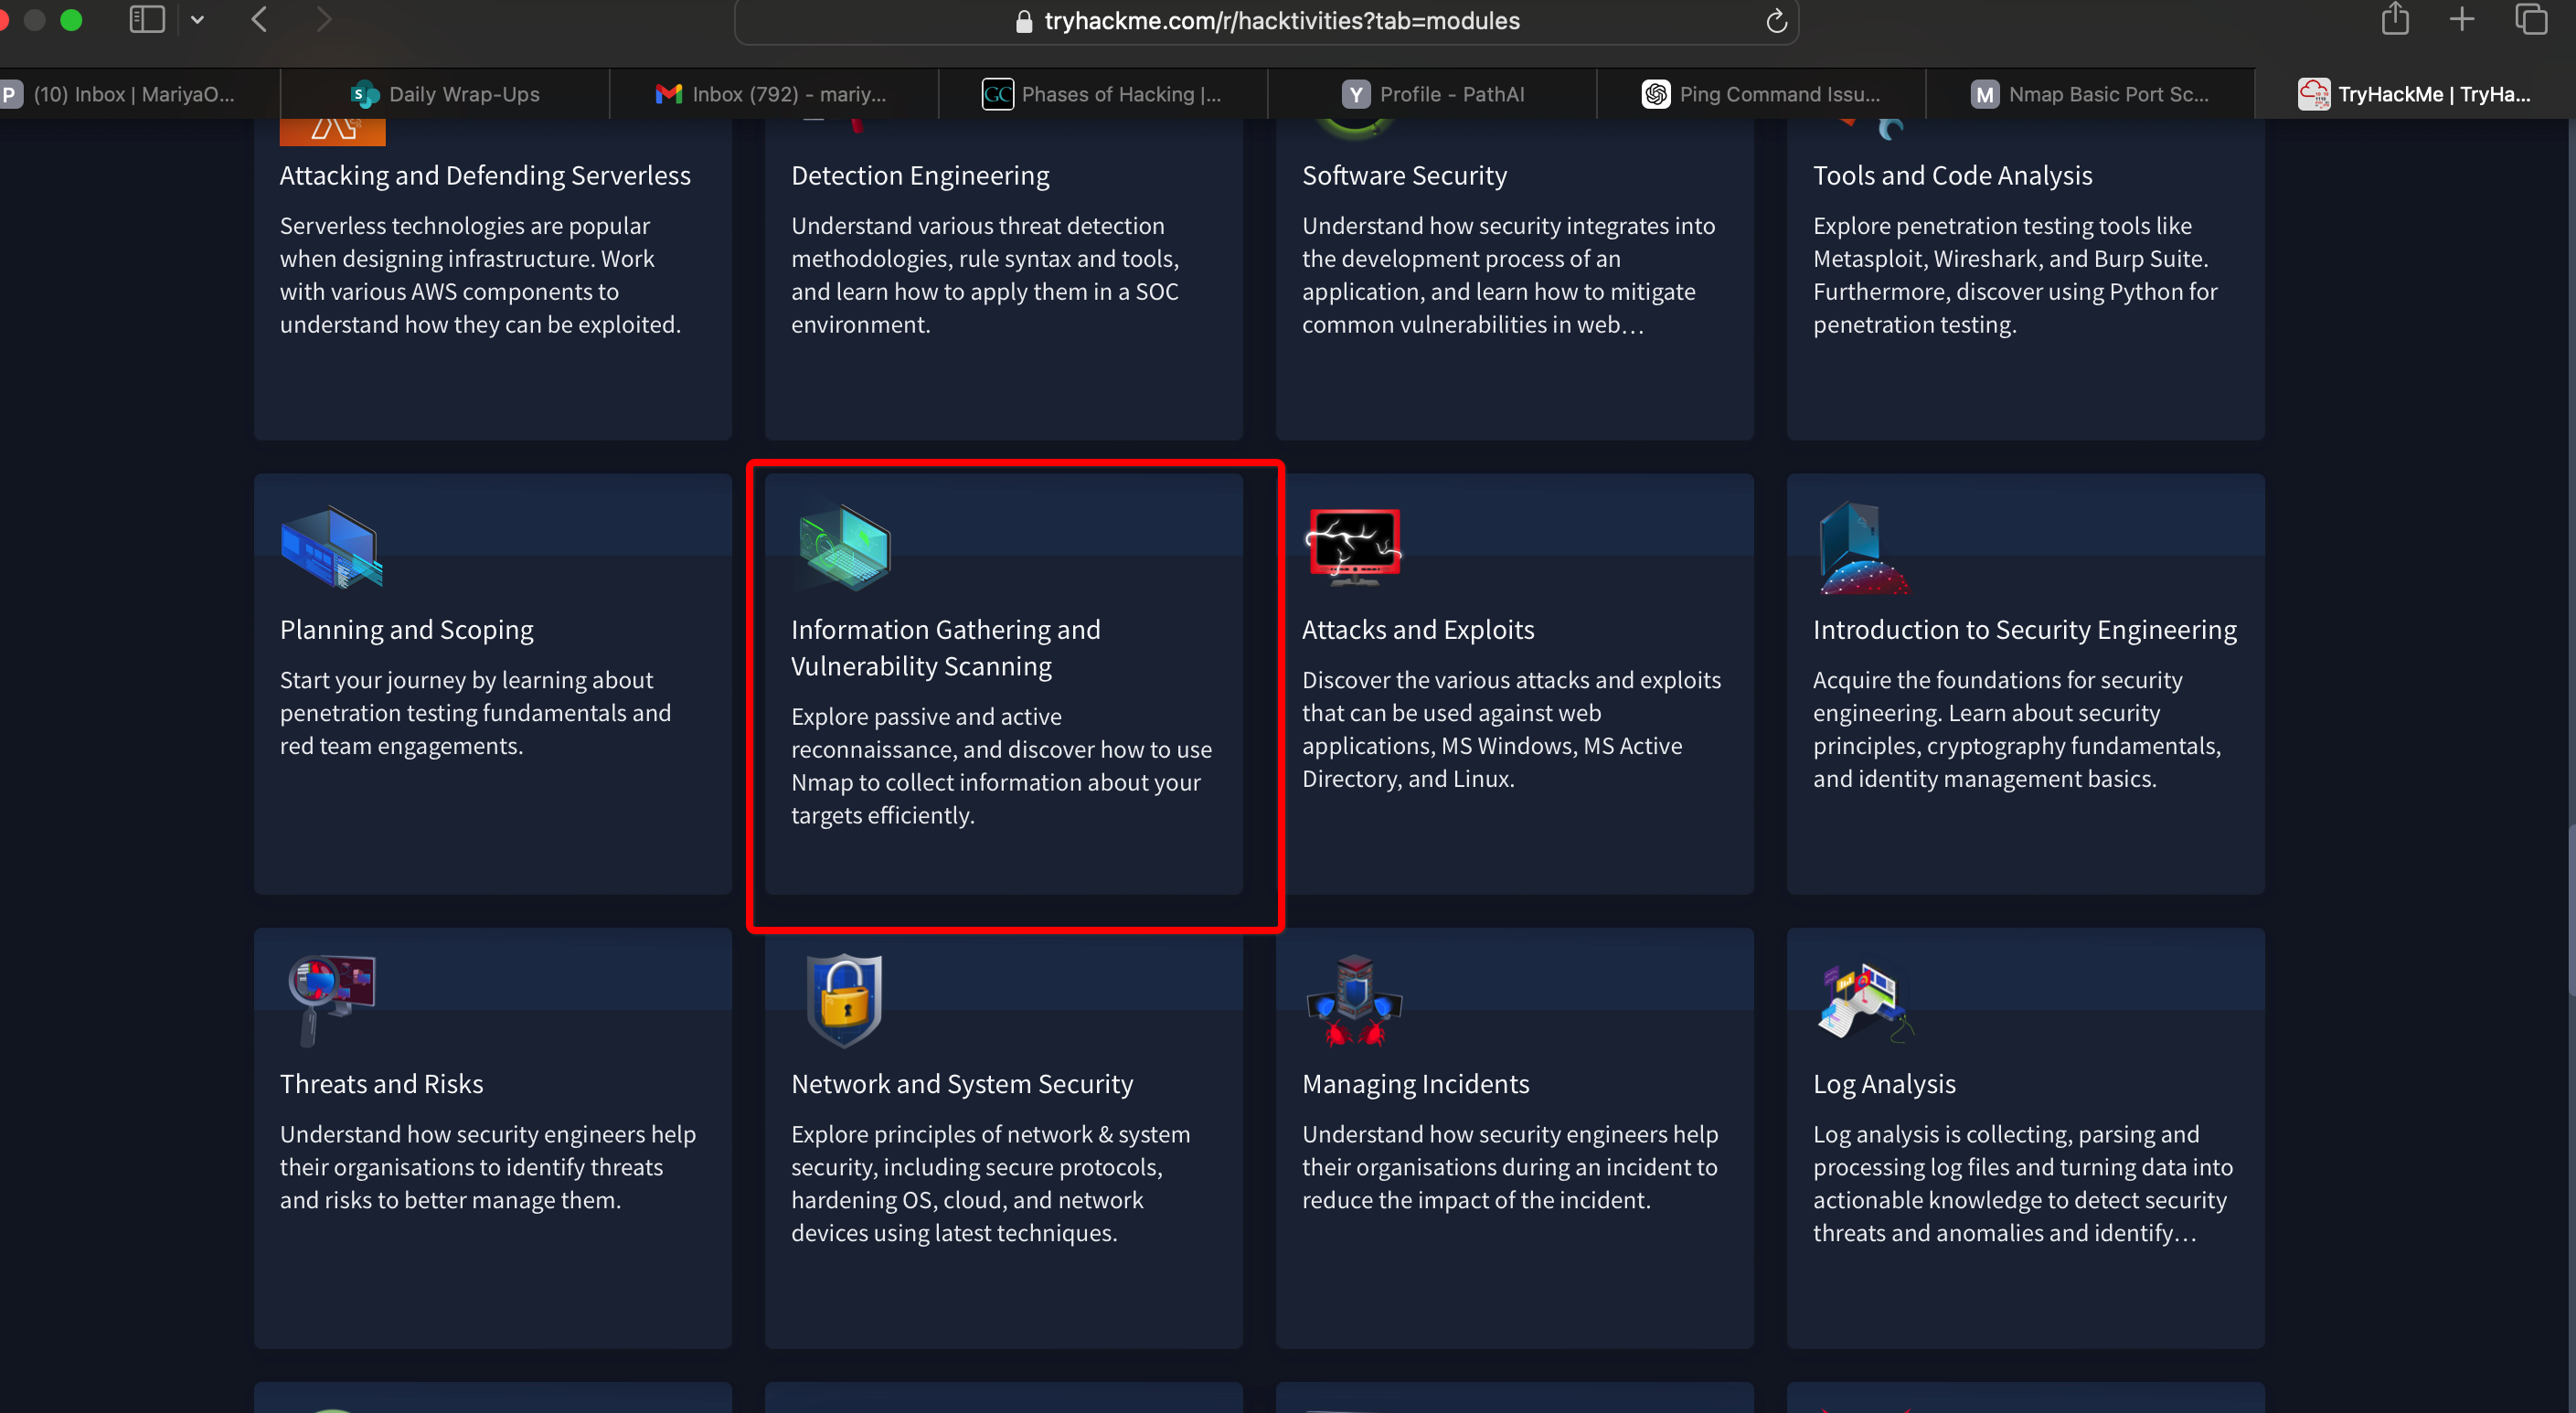 tryhackme.com/r/hacktivities?tab=modules
P (10) Inbox | MariyaO...
S Daily Wrap-Ups
Inbox (792) - mariy...
GC Phases of Hacking |...
Y Profile - PathAI
Ping Command Issu...
M Nmap Basic Port Sc...
TryHackMe | TryHa...
Attacking and Defending Serverless
Serverless technologies are popular
when designing infrastructure. Work
with various AWS components to
understand how they can be exploited.
Detection Engineering
Understand various threat detection
methodologies, rule syntax and tools,
and learn how to apply them in a SOC
environment.
Software Security
Understand how security integrates into
the development process of an
application, and learn how to mitigate
common vulnerabilities in web...
Tools and Code Analysis
Explore penetration testing tools like
Metasploit, Wireshark, and Burp Suite.
Furthermore, discover using Python for
penetration testing.
Planning and Scoping
Start your journey by learning about
penetration testing fundamentals and
red team engagements.
Information Gathering and
Vulnerability Scanning
Explore passive and active
reconnaissance, and discover how to use
Nmap to collect information about your
targets efficiently.
Attacks and Exploits
Discover the various attacks and exploits
that can be used against web
applications, MS Windows, MS Active
Directory, and Linux.
Introduction to Security Engineering
Acquire the foundations for security
engineering. Learn about security
principles, cryptography fundamentals,
and identity management basics.
Threats and Risks
Understand how security engineers help
their organisations to identify threats
and risks to better manage them.
Network and System Security
Explore principles of network & system
security, including secure protocols,
hardening OS, cloud, and network
devices using latest techniques.
Managing Incidents
Understand how security engineers help
their organisations during an incident to
reduce the impact of the incident.
Log Analysis
Log analysis is collecting, parsing and
processing log files and turning data into
actionable knowledge to detect security
threats and anomalies and identify...